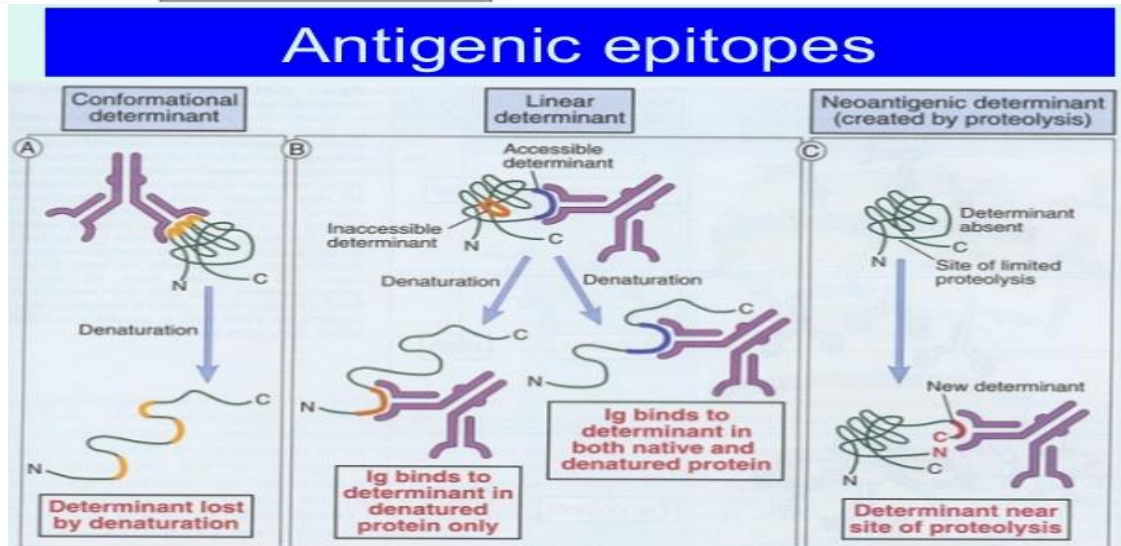 Antigenic epitopes
Conformational
determinant
A
N
C
Denaturation
N
C
Determinant lost
by denaturation
Linear
determinant
B
Accessible
determinant
Inaccessible
determinant
N
C
Denaturation
Denaturation
C
N
Ig binds to
determinant in
denatured
protein only
C
N
Ig binds to
determinant in
both native and
denatured protein
Neoantigenic determinant
(created by proteolysis)
C
Determinant
absent
N
C
Site of limited
proteolysis
New determinant
C
N
C
N
Determinant near
site of proteolysis